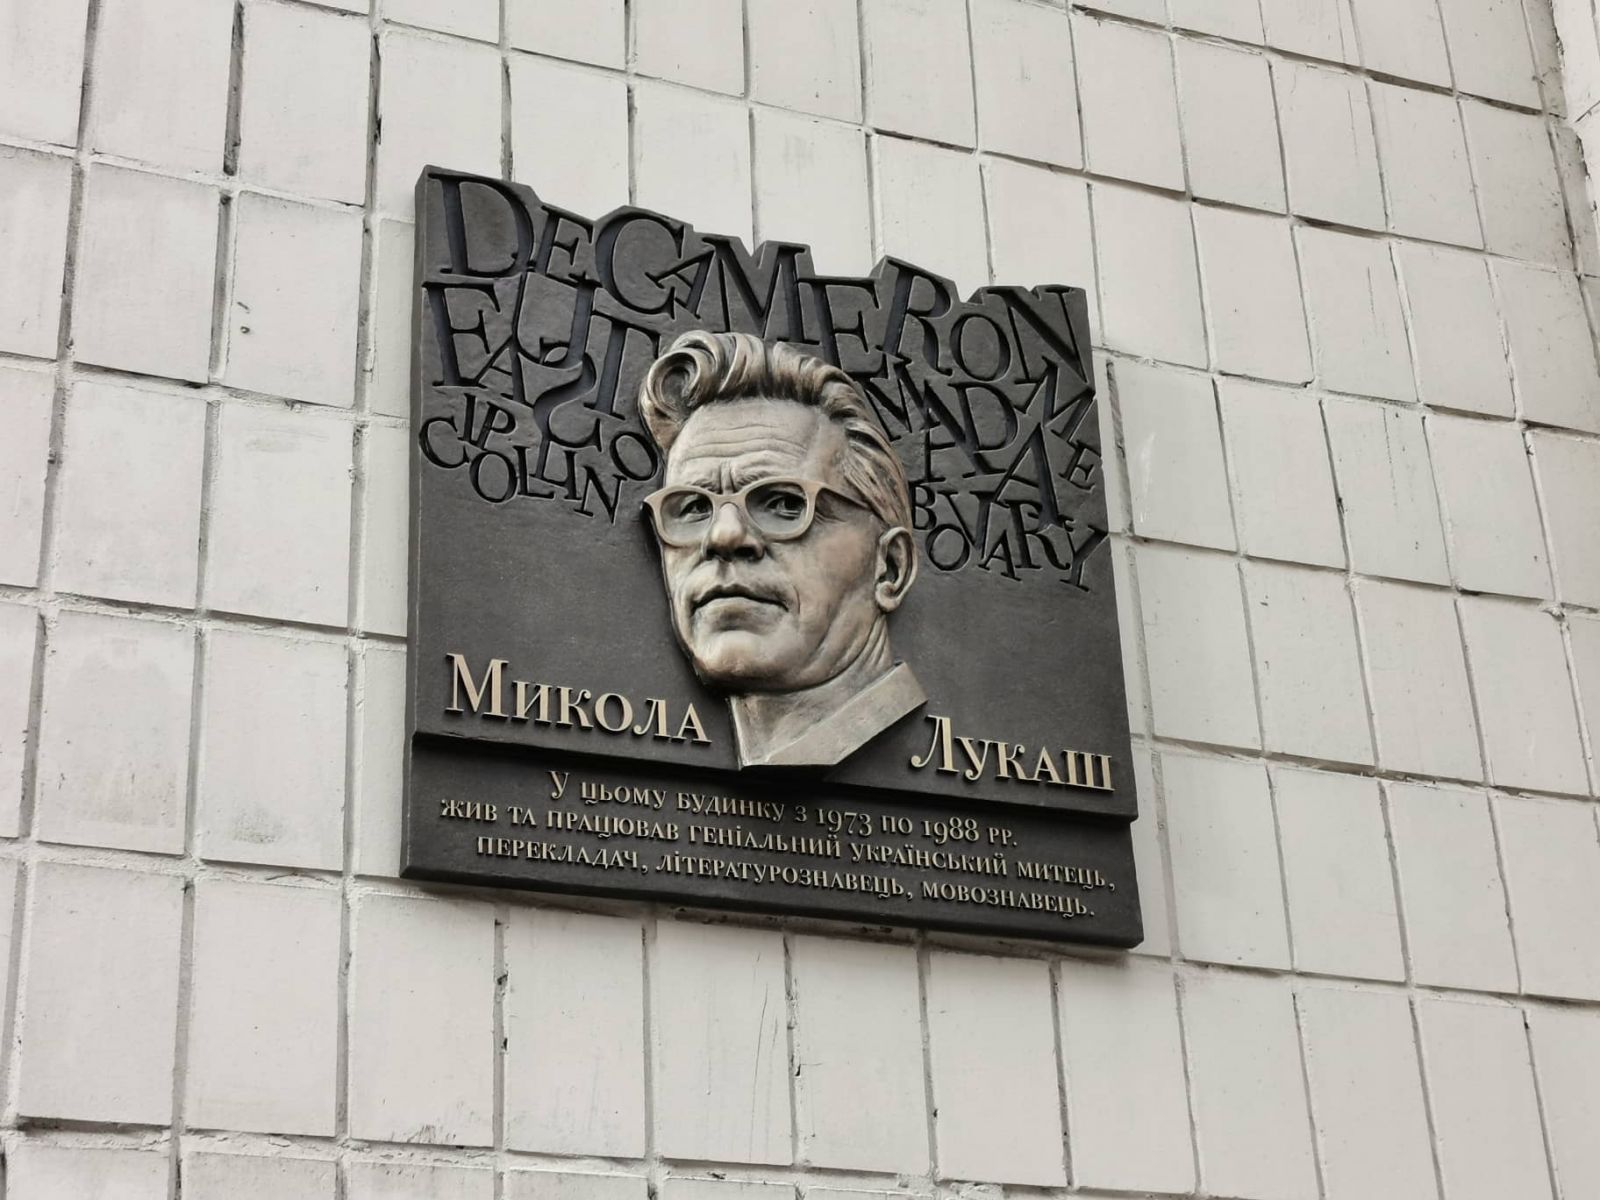 DECAMERON
FAUST
MADAME
CIPOLLINO
BOVARY
МИКОЛА ЛУКАШ
У ЦЬОМУ БУДИНКУ З 1973 ПО 1988 РР.
ЖИВ ТА ПРАЦЮВАВ ГЕНІАЛЬНИЙ УКРАЇНСЬКИЙ МИТЕЦЬ,
ПЕРЕКЛАДАЧ, ЛІТЕРАТУРОЗНАВЕЦЬ, МОВОЗНАВЕЦЬ.